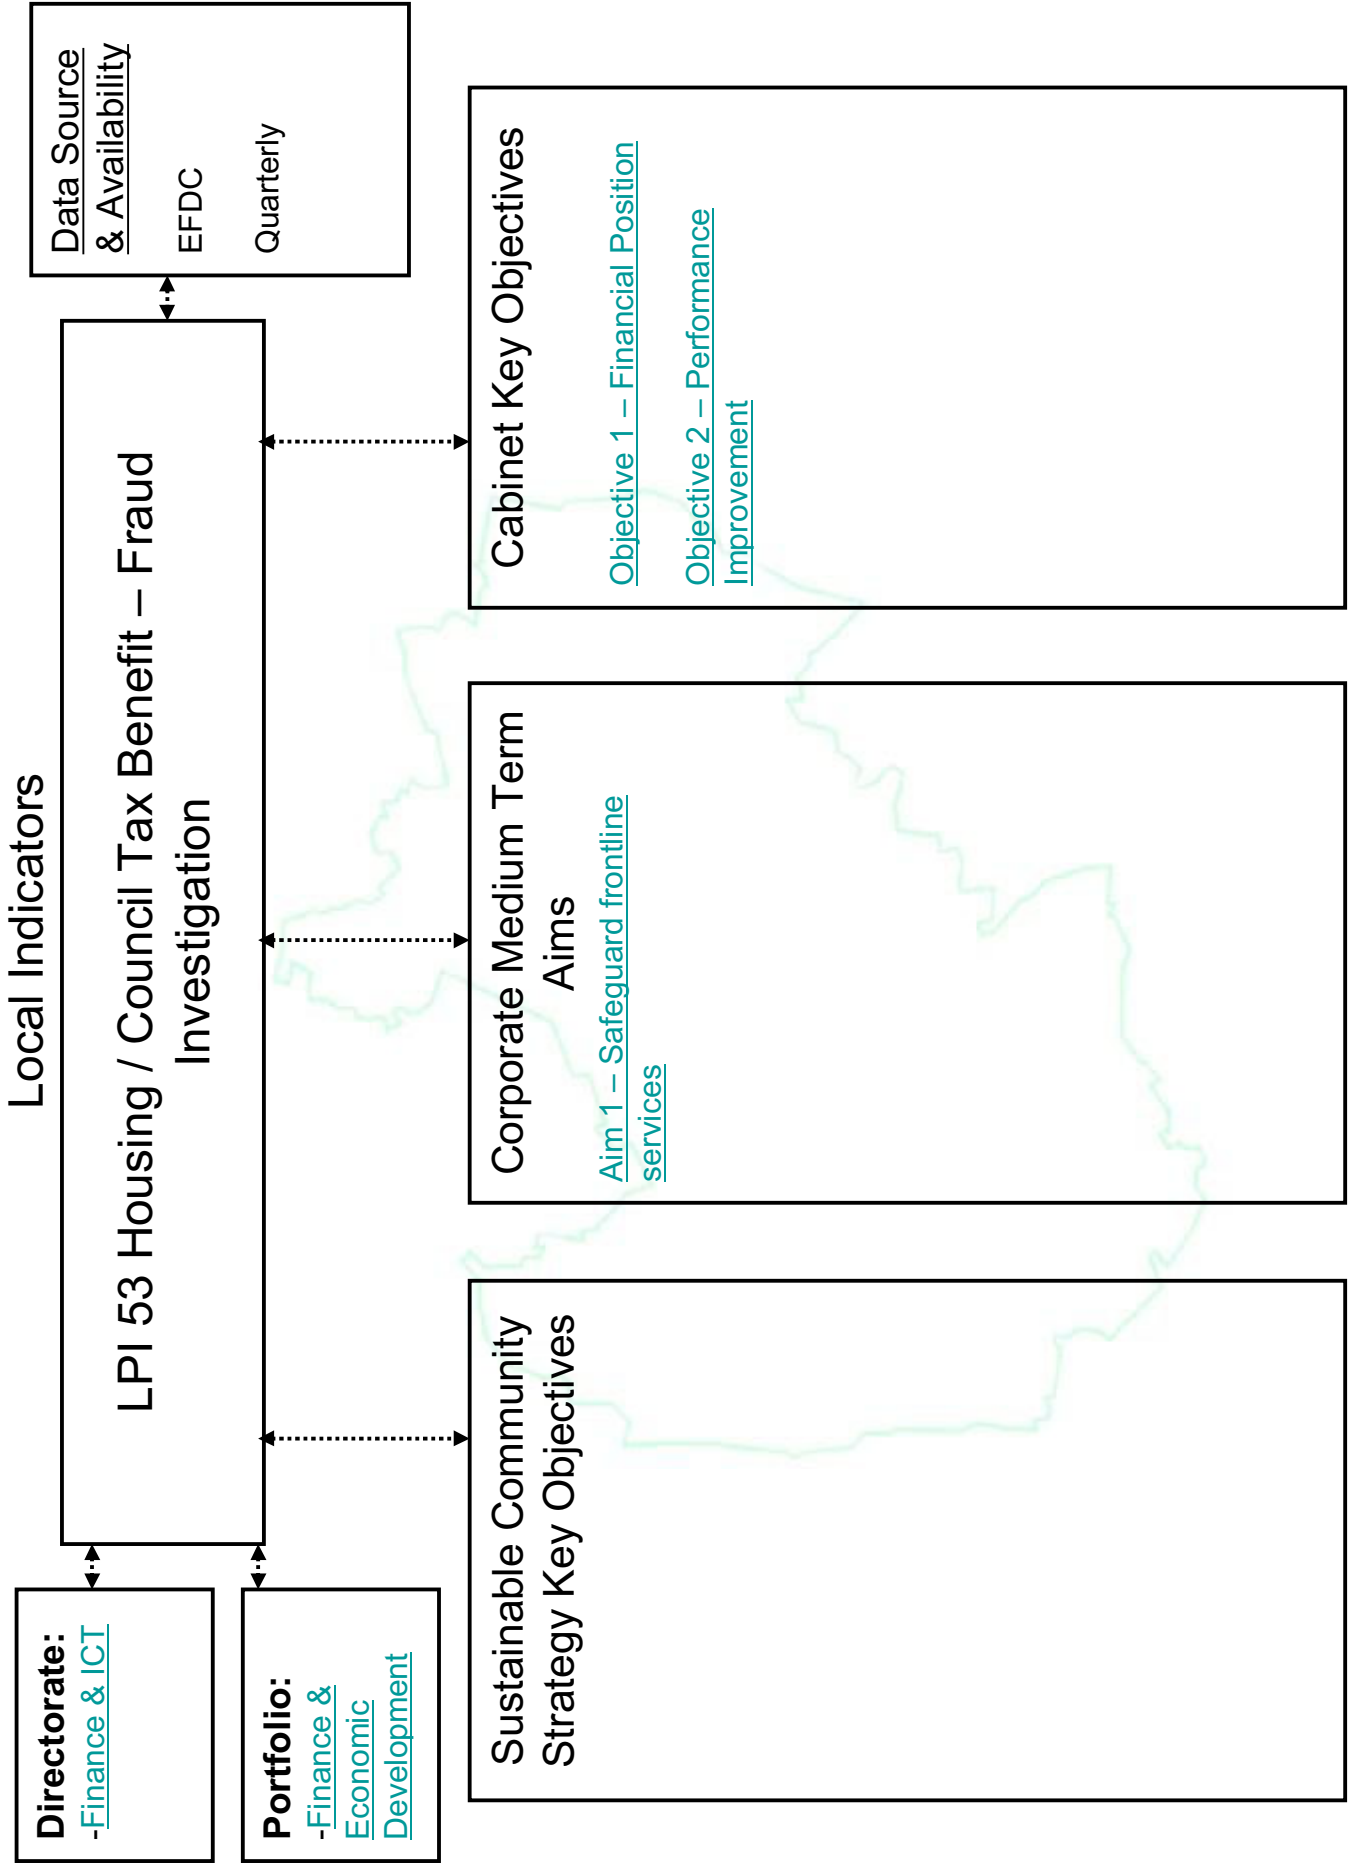 Local Indicators
Directorate:
-Finance & ICT
Portfolio:
-Finance &
Economic
Development
LPI 53 Housing / Council Tax Benefit – Fraud
Investigation
Data Source
& Availability
EFDC
Quarterly
Sustainable Community
Strategy Key Objectives
Corporate Medium Term
Aims
Aim 1 – Safeguard frontline
services
Cabinet Key Objectives
Objective 1 – Financial Position
Objective 2 – Performance
Improvement